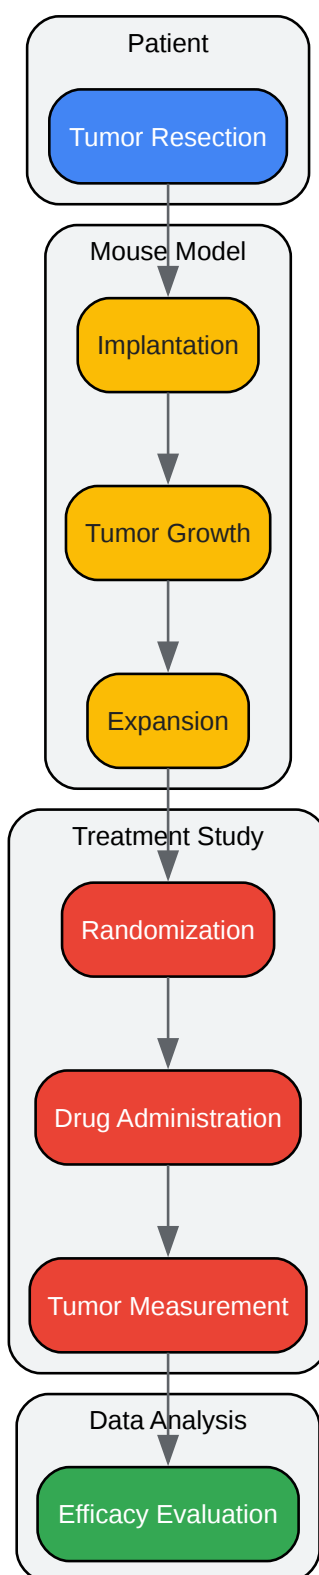 Patient
Tumor Resection
Mouse Model
Implantation
Tumor Growth
Expansion
Treatment Study
Randomization
Drug Administration
Tumor Measurement
Data Analysis
Efficacy Evaluation